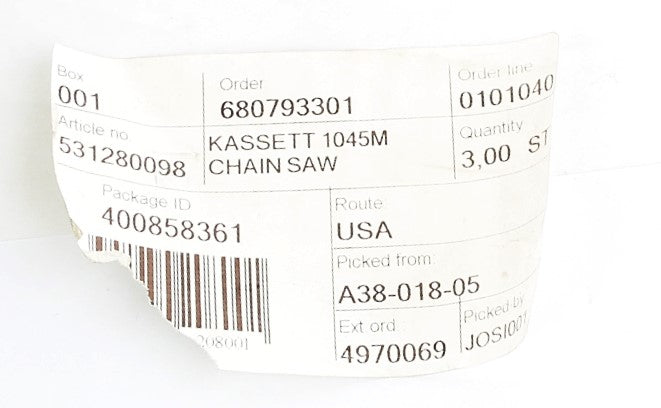 Box
001
Order
680793301
Order line
0101040
Article no
531280098
KASSETT 1045M
CHAIN SAW
Quantity
3,00 ST
Package ID
400858361
Route:
USA
Picked from:
A38-018-05
Ext ord
4970069
Picked by
JOSI001